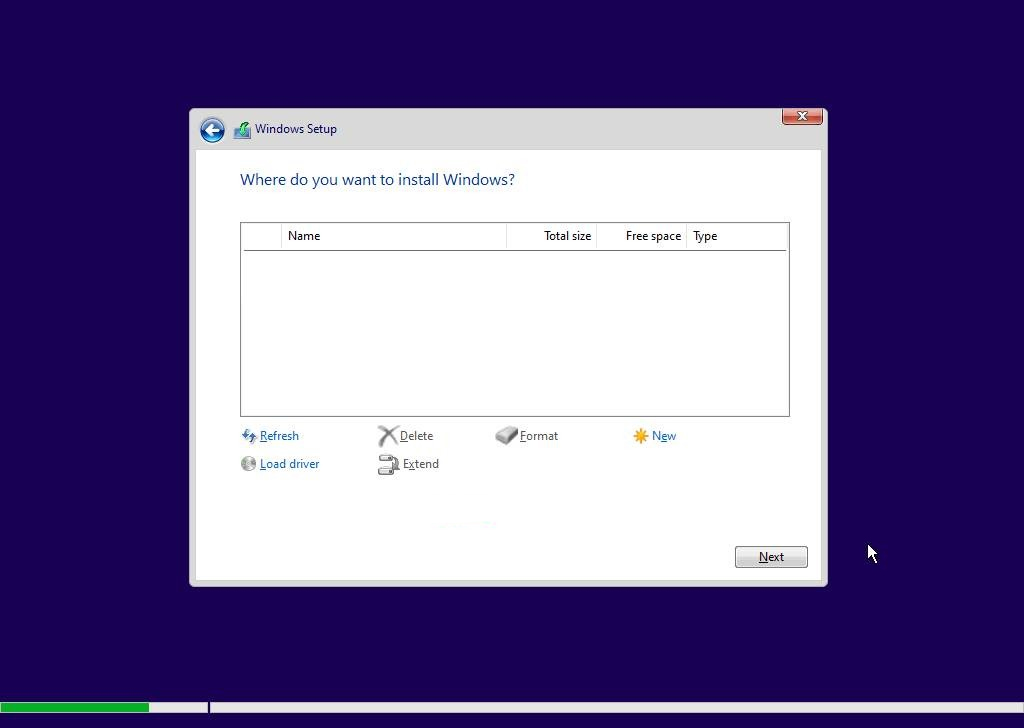 Windows Setup
Where do you want to install Windows?
Name Total size Free space Type
Refresh Delete Format New
Load driver Extend
Next